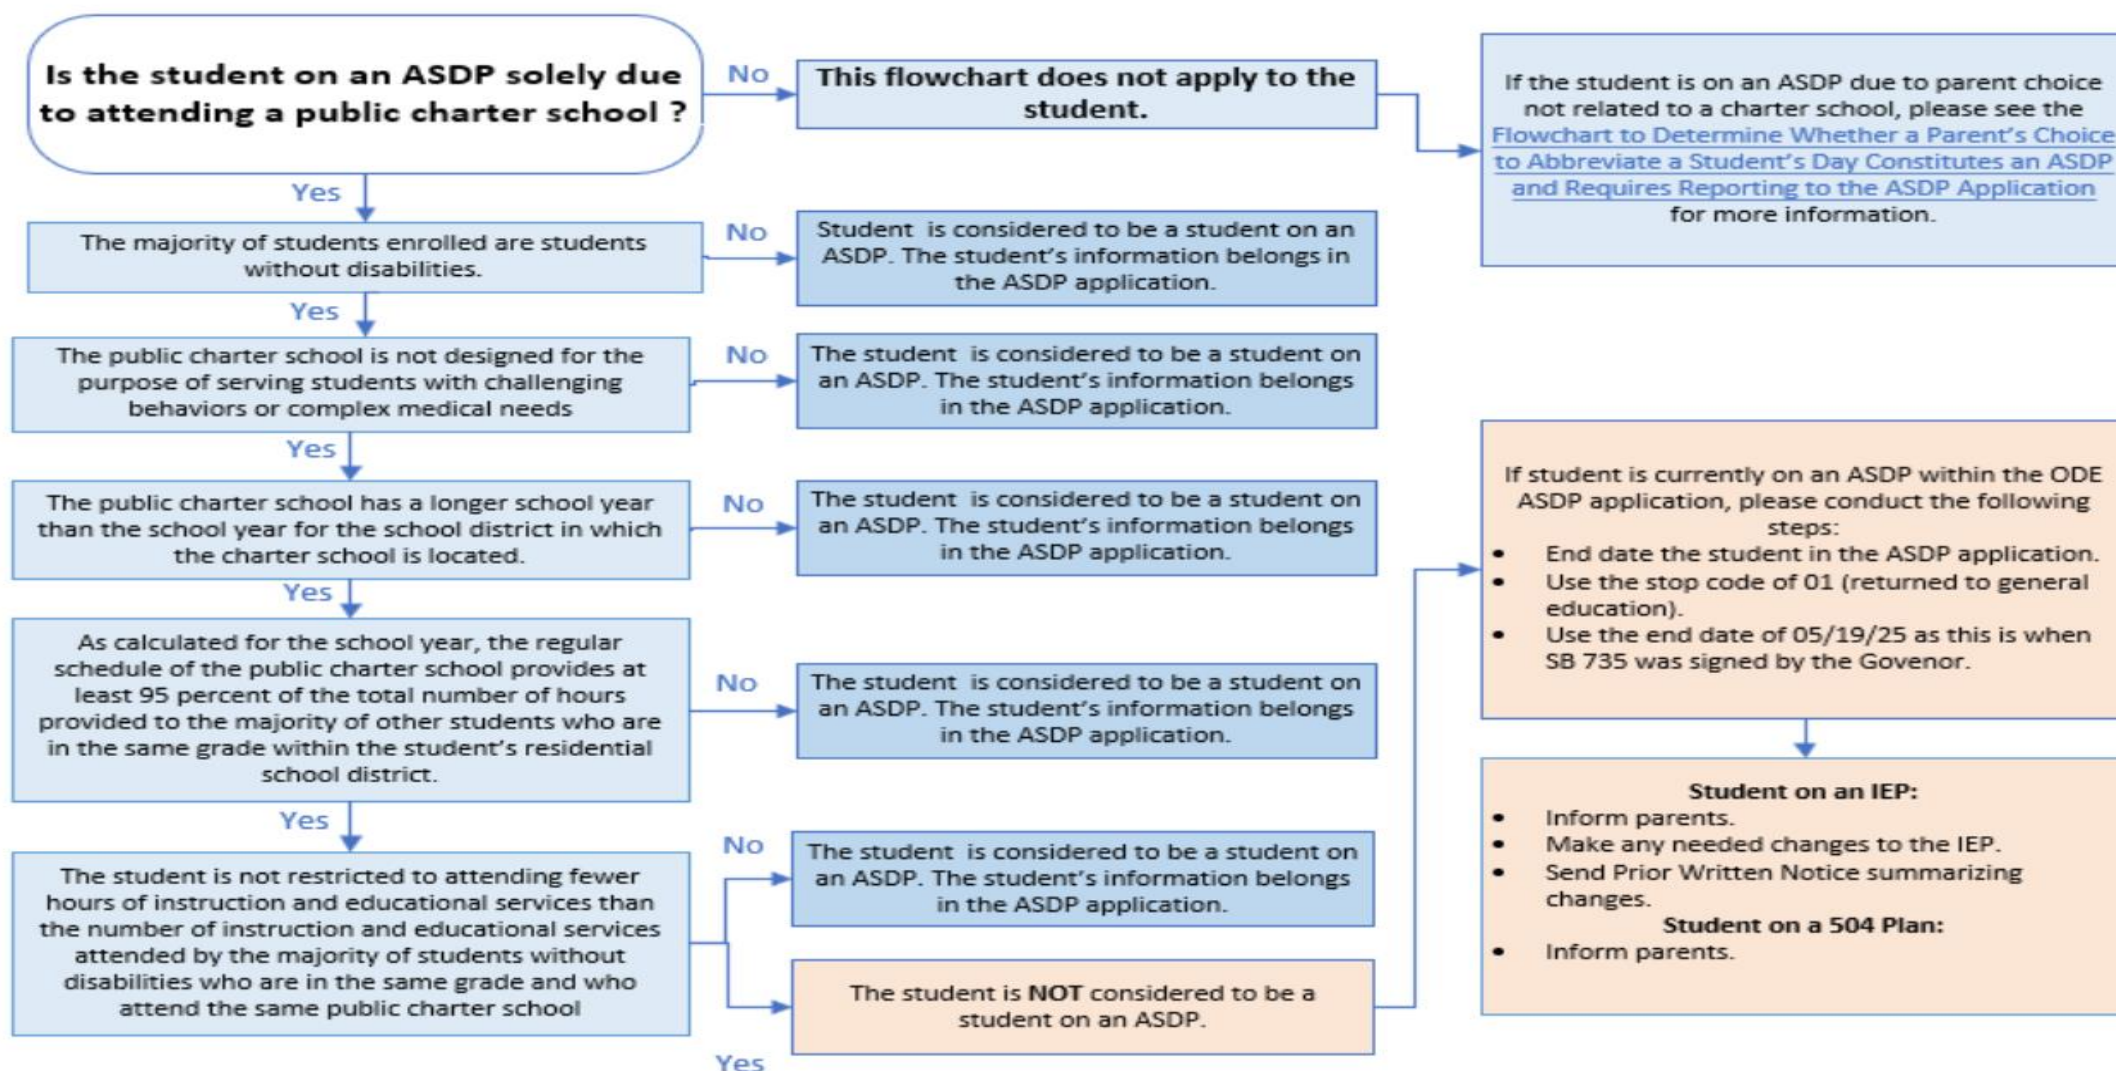 Is the student on an ASDP solely due
to attending a public charter school ?
No
This flowchart does not apply to the
student.
If the student is on an ASDP due to parent choice
not related to a charter school, please see the
Flowchart to Determine Whether a Parent's Choice
to Abbreviate a Student's Day Constitutes an ASDP
and Requires Reporting to the ASDP Application
for more information.
Yes
The majority of students enrolled are students
without disabilities.
No
Student is considered to be a student on an
ASDP. The student's information belongs in
the ASDP application.
Yes
The public charter school is not designed for the
purpose of serving students with challenging
behaviors or complex medical needs
No
The student is considered to be a student on
an ASDP. The student's information belongs
in the ASDP application.
Yes
The public charter school has a longer school year
than the school year for the school district in which
the charter school is located.
No
The student is considered to be a student on
an ASDP. The student's information belongs
in the ASDP application.
Yes
As calculated for the school year, the regular
schedule of the public charter school provides at
least 95 percent of the total number of hours
provided to the majority of other students who are
in the same grade within the student's residential
school district.
No
The student is considered to be a student on
an ASDP. The student's information belongs
in the ASDP application.
Yes
The student is not restricted to attending fewer
hours of instruction and educational services than
the number of instruction and educational services
attended by the majority of students without
disabilities who are in the same grade and who
attend the same public charter school
No
The student is considered to be a student on
an ASDP. The student's information belongs
in the ASDP application.
Yes
The student is NOT considered to be a
student on an ASDP.
If student is currently on an ASDP within the ODE
ASDP application, please conduct the following
steps:
• End date the student in the ASDP application.
• Use the stop code of 01 (returned to general
education).
• Use the end date of 05/19/25 as this is when
SB 735 was signed by the Govenor.
Student on an IEP:
• Inform parents.
• Make any needed changes to the IEP.
• Send Prior Written Notice summarizing
changes.
Student on a 504 Plan:
• Inform parents.